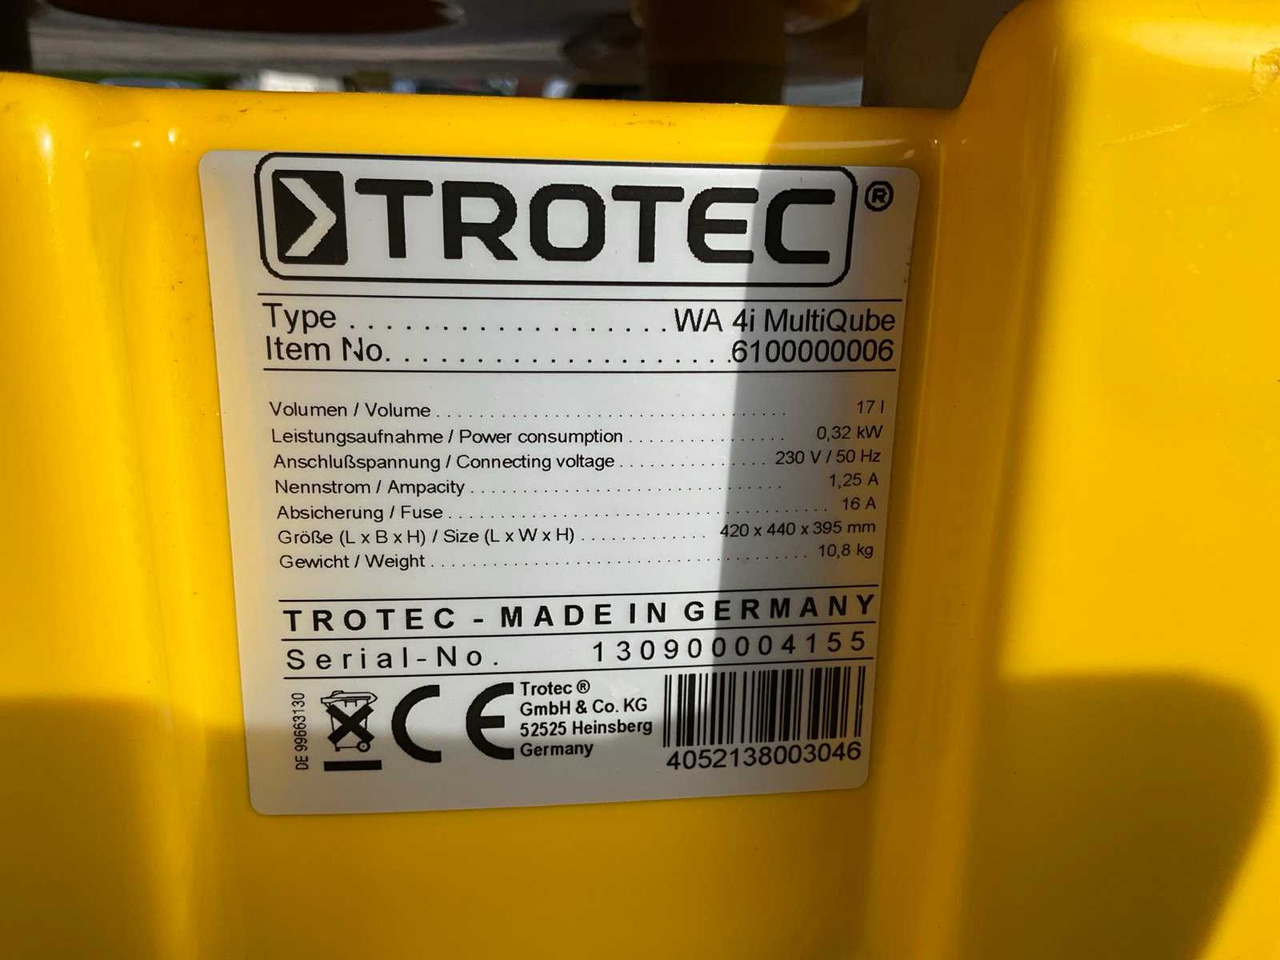 TROTEC ®
Type . . . . . . . . . . . . . . . . . . . WA 4i MultiQube
Item No. . . . . . . . . . . . . . . . . . . . . 6100000006
Volumen / Volume . . . . . . . . . . . . . . . . . . . . . . . . . . . . . . . . . 17 l
Leistungsaufnahme / Power consumption . . . . . . . . . . . . . . . 0,32 kW
Anschlußspannung / Connecting voltage . . . . . . . . . . . . . . 230 V / 50 Hz
Nennstrom / Ampacity . . . . . . . . . . . . . . . . . . . . . . . . . . . . . 1,25 A
Absicherung / Fuse . . . . . . . . . . . . . . . . . . . . . . . . . . . . . . . . . . . 16 A
Größe (L x B x H) / Size (L x W x H) . . . . . . . . . . . . 420 x 440 x 395 mm
Gewicht / Weight . . . . . . . . . . . . . . . . . . . . . . . . . . . . . . . . . . . 10,8 kg
TROTEC - MADE IN GERMANY
Serial-No. 130900004155
DE 99663130
CE
Trotec ®
GmbH & Co. KG
52525 Heinsberg
Germany
4052138003046